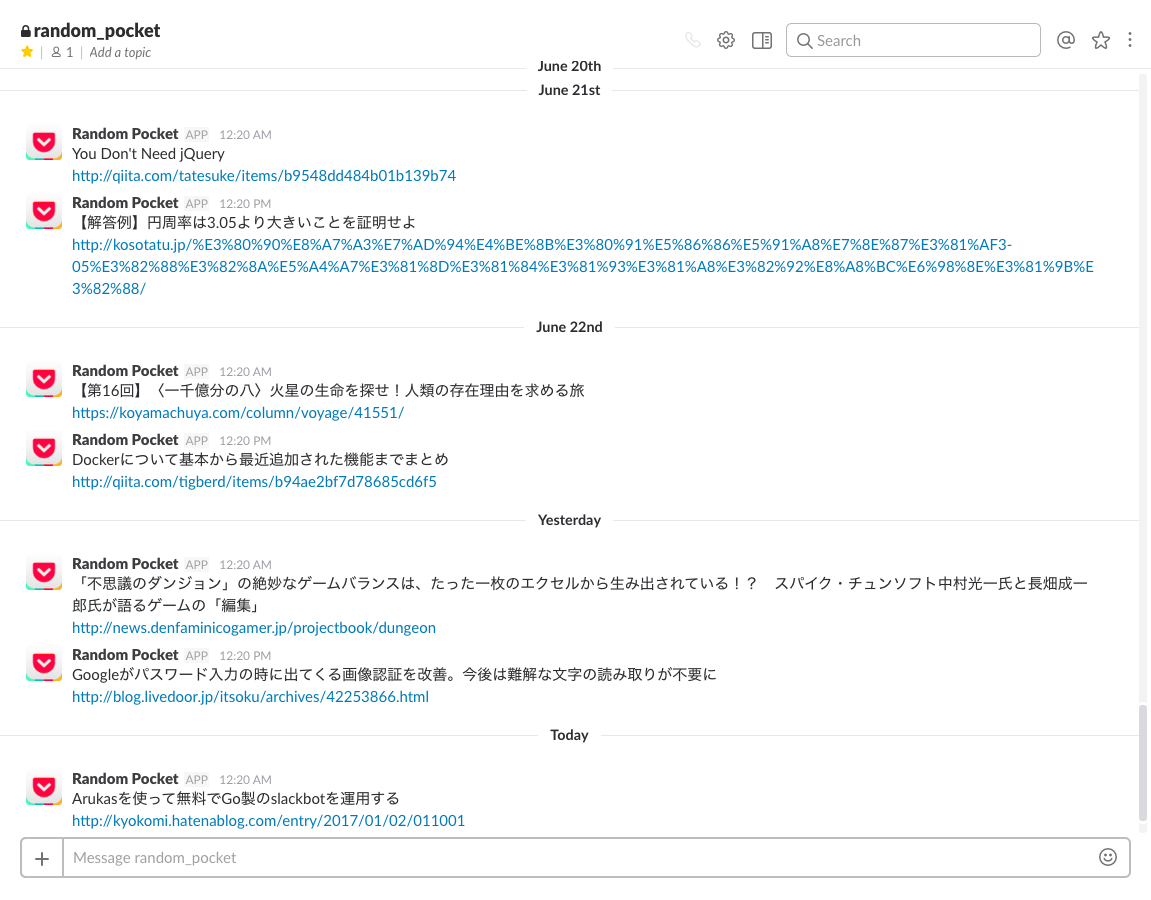 random_pocket
1 Add a topic
Search
June 20th
June 21st
Random Pocket APP 12:20 AM
You Don't Need jQuery
http://qiita.com/tatesuke/items/b9548dd484b01b139b74
Random Pocket APP 12:20 PM
【解答例】円周率は3.05より大きいことを証明せよ
http://kosotatu.jp/%E3%80%90%E8%A7%A3%E7%AD%94%E4%BE%8B%E3%80%91%E5%86%86%E5%91%A8%E7%8E%87%E3%81%AF3-
05%E3%82%88%E3%82%8A%E5%A4%A7%E3%81%8D%E3%81%84%E3%81%93%E3%81%A8%E3%82%92%E8%A8%BC%E6%98%8E%E3%81%9B%E
3%82%88/
June 22nd
Random Pocket APP 12:20 AM
【第16回】〈一千億分の八〉火星の生命を探せ！人類の存在理由を求める旅
https://koyamachuya.com/column/voyage/41551/
Random Pocket APP 12:20 PM
Dockerについて基本から最近追加された機能までまとめ
http://qiita.com/tigberd/items/b94ae2bf7d78685cd6f5
Yesterday
Random Pocket APP 12:20 AM
「不思議のダンジョン」の絶妙なゲームバランスは、たった一枚のエクセルから生み出されている！？　スパイク・チュンソフト中村光一氏と長畑成一
郎氏が語るゲームの「編集」
http://news.denfaminicogamer.jp/projectbook/dungeon
Random Pocket APP 12:20 PM
Googleがパスワード入力の時に出てくる画像認証を改善。今後は難解な文字の読み取りが不要に
http://blog.livedoor.jp/itsoku/archives/42253866.html
Today
Random Pocket APP 12:20 AM
Arukasを使って無料でGo製のslackbotを運用する
http://kyokomi.hatenablog.com/entry/2017/01/02/011001
Message random_pocket